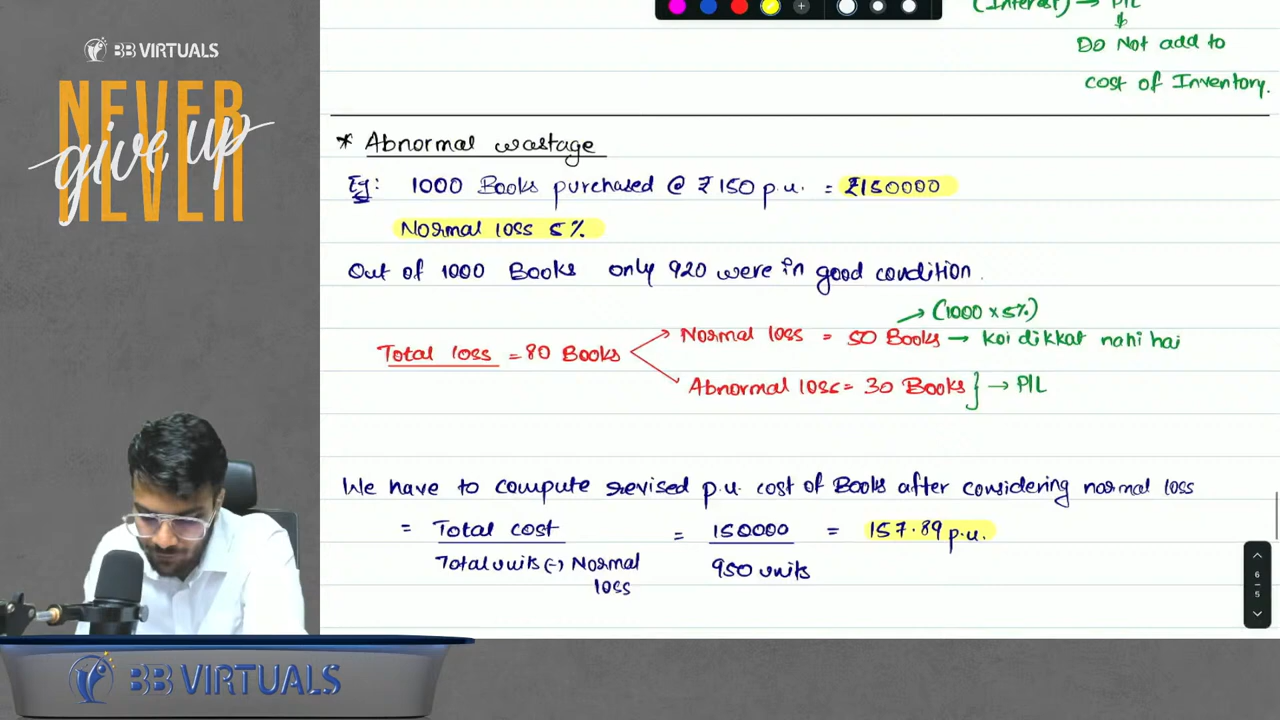 BB VIRTUALS
NEVER
give up
NEVER
(Interest) → P/L
Do Not add to
cost of Inventory.
* Abnormal wastage
Eg: 1000 Books purchased @ ₹150 p.u. = ₹150000
Normal loss 5%
Out of 1000 Books only 920 were in good condition.
→ (1000 × 5%)
Normal loss = 50 Books → koi dikkat nahi hai
Total loss = 80 Books
Abnormal loss = 30 Books } → P/L
We have to compute revised p.u. cost of Books after considering normal loss
= Total cost = 150000 = 157.89 p.u.
Total units (-) Normal 950 units
loss
6
5
BB VIRTUALS